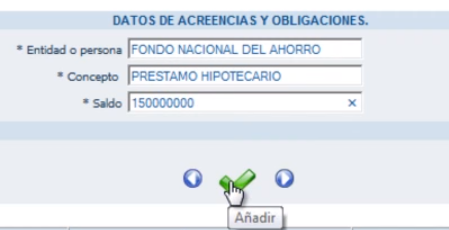 DATOS DE ACREENCIAS Y OBLIGACIONES.
* Entidad o persona FONDO NACIONAL DEL AHORRO
* Concepto PRESTAMO HIPOTECARIO
* Saldo 150000000 ×
Añadir